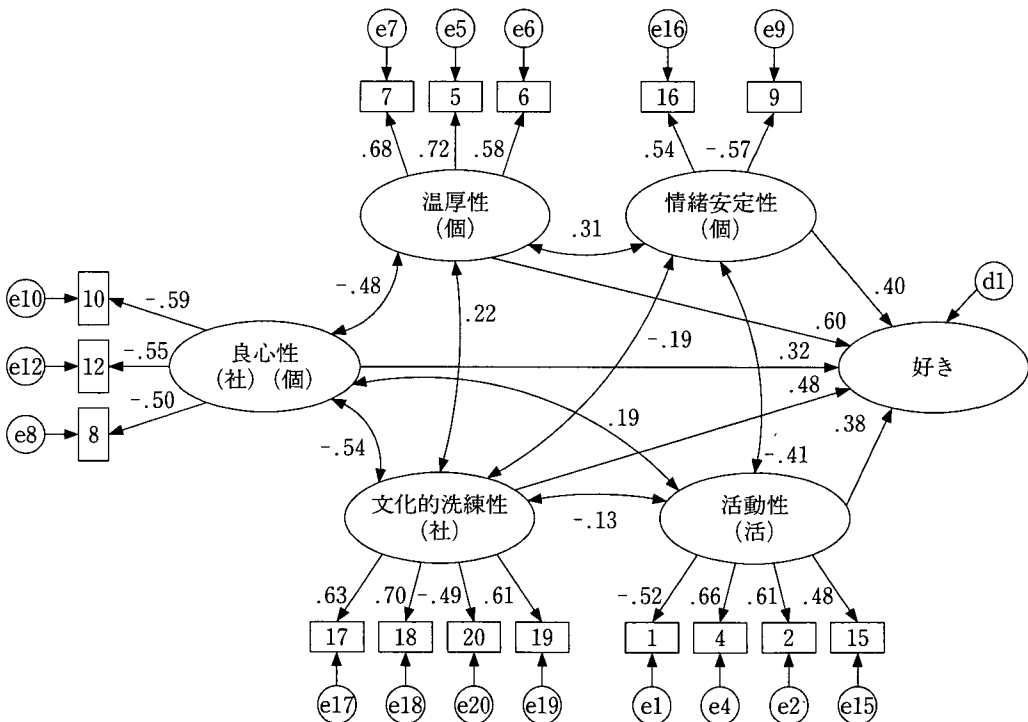 e7 e5 e6 e16 e9
7 5 6 16 9
.68 .72 .58 .54 -.57
温厚性
(個)
情緒安定性
(個)
.31
e10 10 -.59
-.48 .22 -.19 .40 d1
.60
e12 12 -.55
良心性
(社)(個)
.32
好き
e8 8 -.50
.48
-.54 .19 -.41 .38
文化的洗練性
(社)
-.13
活動性
(活)
.63 .70 -.49 .61 -.52 .66 .61 .48
17 18 20 19 1 4 2 15
e17 e18 e20 e19 e1 e4 e2 e15